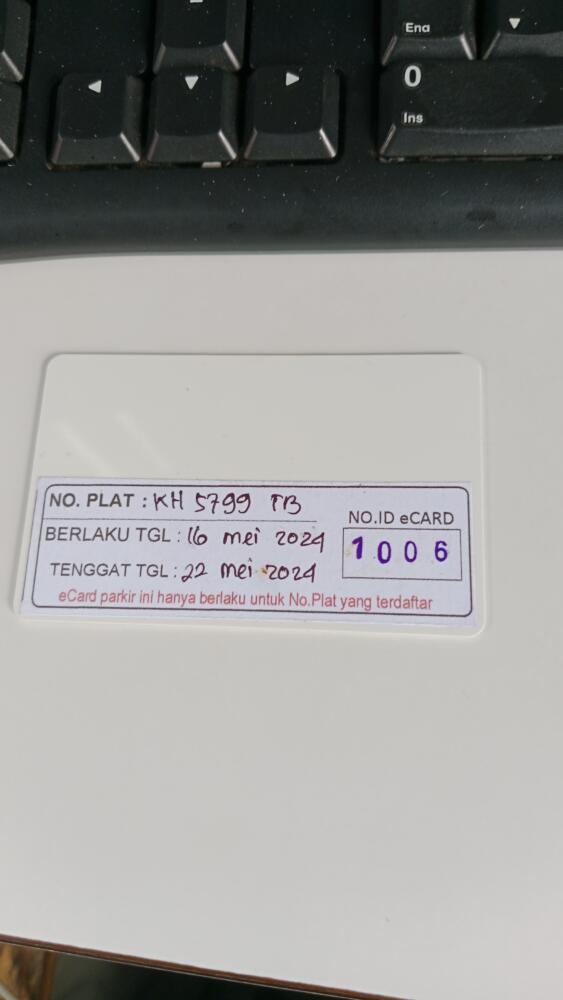 End
0
Ins
NO. PLAT : KH 5799 TB
BERLAKU TGL : 16 mei 2024
TENGGAT TGL : 22 mei 2024
NO.ID eCARD
1006
eCard parkir ini hanya berlaku untuk No.Plat yang terdaftar